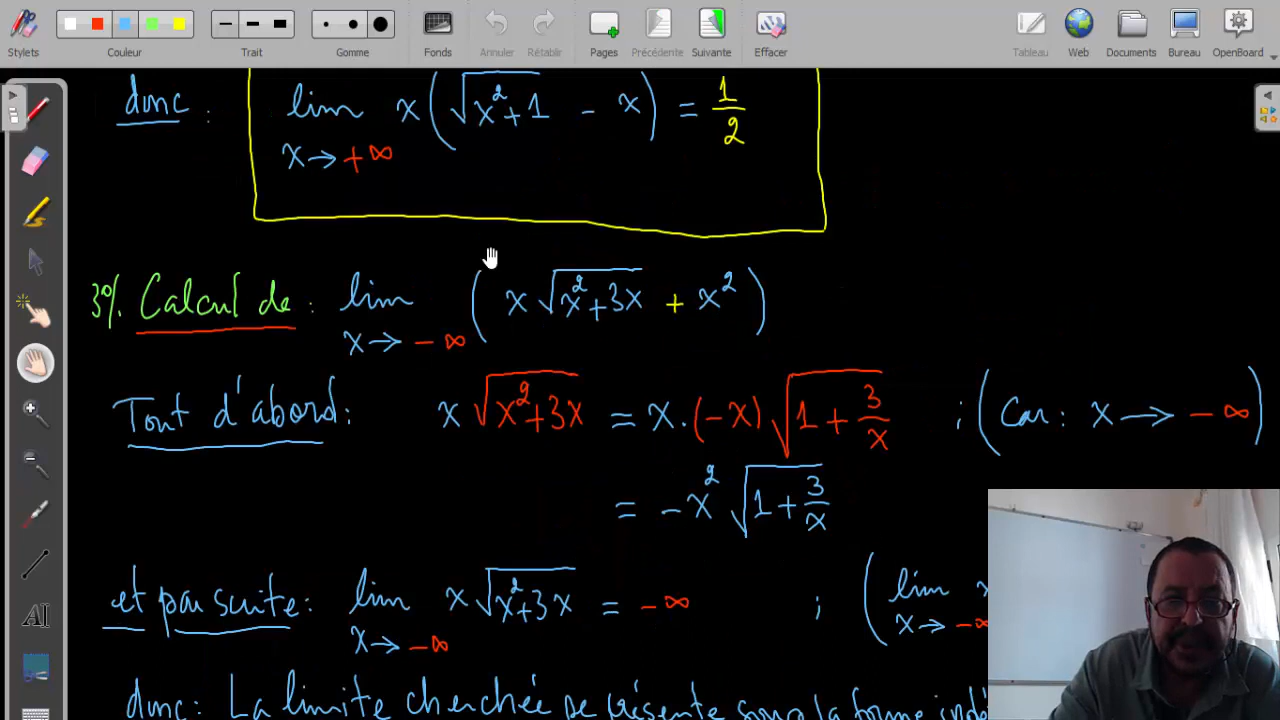 Stylets Couleur Trait Gomme Fonds Annuler Rétablir Pages Précédente Suivante Effacer Tableau Web Documents Bureau OpenBoard
donc : lim x(√(x²+1) - x) = 1/2
x → +∞
3°/. Calcul de : lim (x√(x²+3x) + x²)
x → -∞
Tout d'abord : x√(x²+3x) = x.(-x)√(1+3/x) ; (Car : x → -∞)
= -x²√(1+3/x)
et par suite : lim x√(x²+3x) = -∞ ; (lim
x → -∞ x → -∞
donc : La limite cherchée se présente sous la forme indé